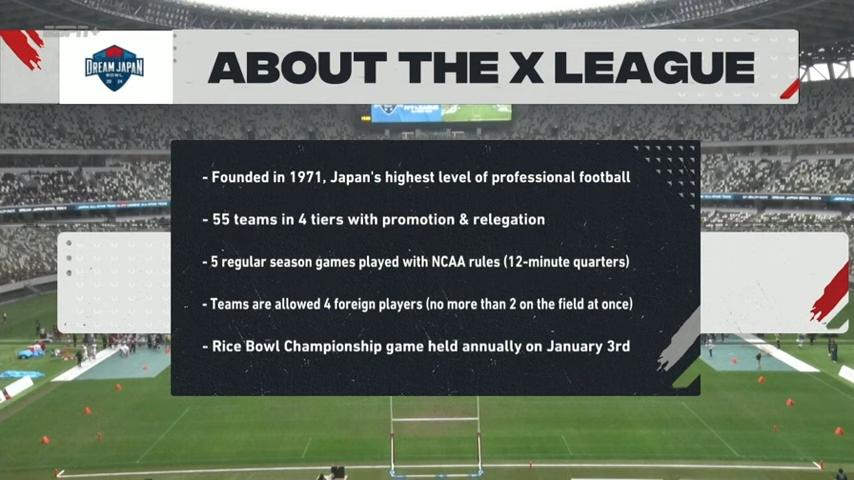 ESPN+
DREAM JAPAN
BOWL
20 24
ABOUT THE X LEAGUE
- Founded in 1971, Japan's highest level of professional football
- 55 teams in 4 tiers with promotion & relegation
- 5 regular season games played with NCAA rules (12-minute quarters)
- Teams are allowed 4 foreign players (no more than 2 on the field at once)
- Rice Bowl Championship game held annually on January 3rd